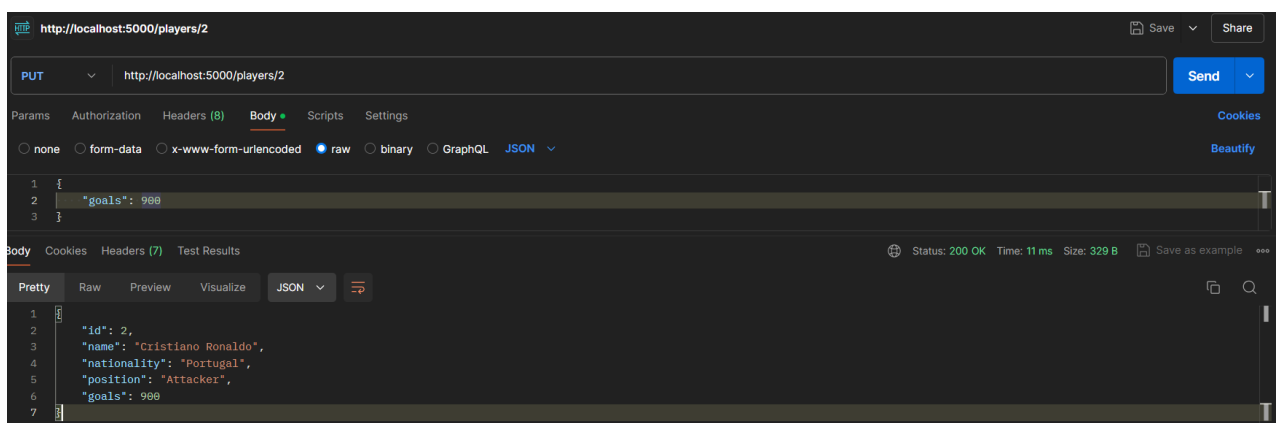 HTTP http://localhost:5000/players/2 Save Share
PUT http://localhost:5000/players/2 Send
Params Authorization Headers (8) Body Scripts Settings Cookies
none form-data x-www-form-urlencoded raw binary GraphQL JSON Beautify
1 {
2 "goals": 900
3 }
Body Cookies Headers (7) Test Results Status: 200 OK Time: 11 ms Size: 329 B Save as example
Pretty Raw Preview Visualize JSON
1 {
2 "id": 2,
3 "name": "Cristiano Ronaldo",
4 "nationality": "Portugal",
5 "position": "Attacker",
6 "goals": 900
7 }